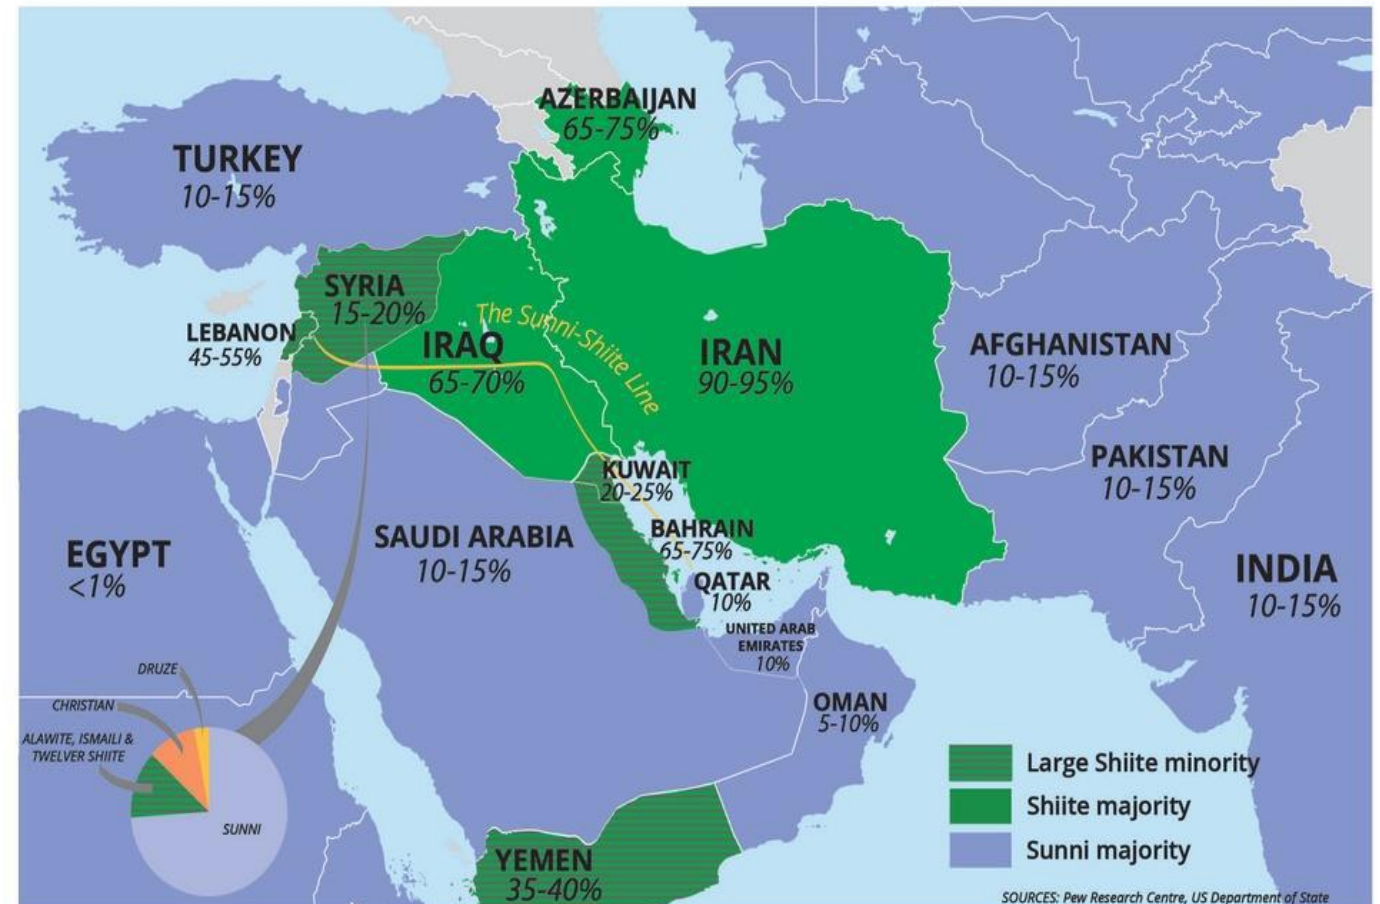 AZERBAIJAN
65-75%
TURKEY
10-15%
SYRIA
15-20%
The Sunni-Shiite Line
LEBANON
45-55%
IRAQ
65-70%
IRAN
90-95%
AFGHANISTAN
10-15%
PAKISTAN
10-15%
KUWAIT
20-25%
BAHRAIN
65-75%
EGYPT
<1%
SAUDI ARABIA
10-15%
QATAR
10%
INDIA
10-15%
UNITED ARAB
EMIRATES
10%
OMAN
5-10%
DRUZE
CHRISTIAN
ALAWITE, ISMAILI &
TWELVER SHIITE
SUNNI
YEMEN
35-40%
Large Shiite minority
Shiite majority
Sunni majority
SOURCES: Pew Research Centre, US Department of State